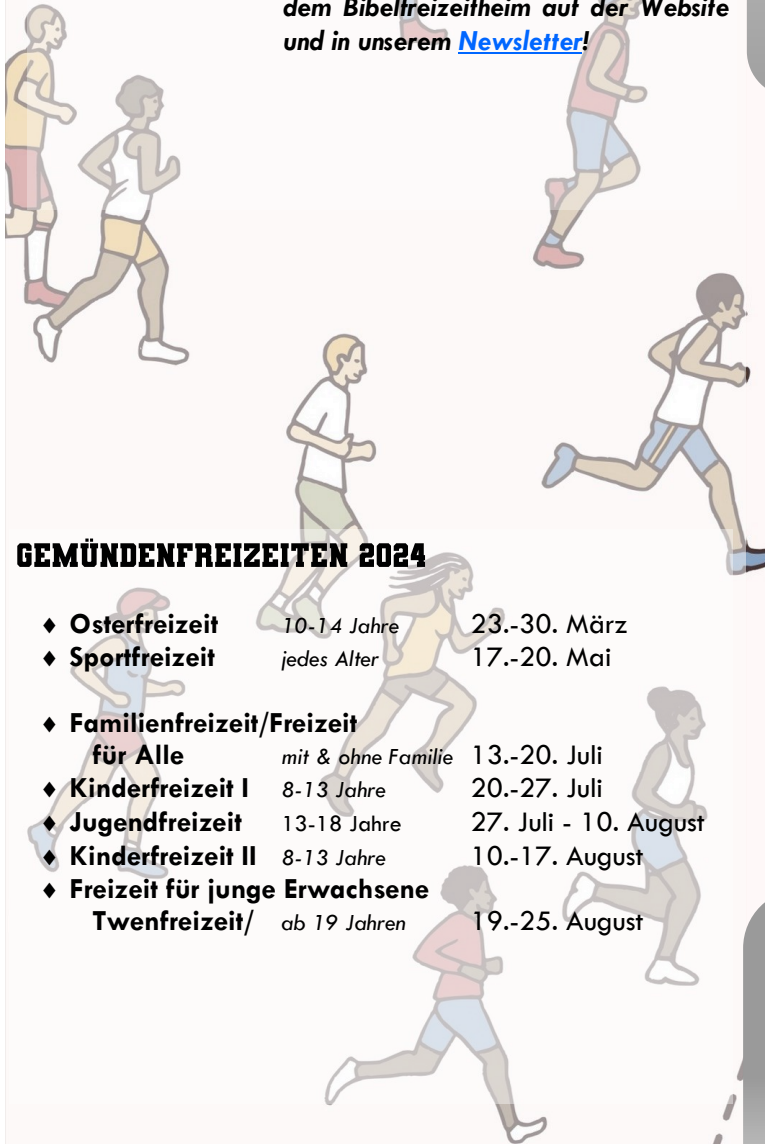 dem Bibelfreizeitheim auf der Website
und in unserem Newsletter!
GEMÜNDENFREIZEITEN 2024
♦ Osterfreizeit 10-14 Jahre 23.-30. März
♦ Sportfreizeit jedes Alter 17.-20. Mai
♦ Familienfreizeit/Freizeit
für Alle mit & ohne Familie 13.-20. Juli
♦ Kinderfreizeit I 8-13 Jahre 20.-27. Juli
♦ Jugendfreizeit 13-18 Jahre 27. Juli - 10. August
♦ Kinderfreizeit II 8-13 Jahre 10.-17. August
♦ Freizeit für junge Erwachsene
Twenfreizeit/ ab 19 Jahren 19.-25. August